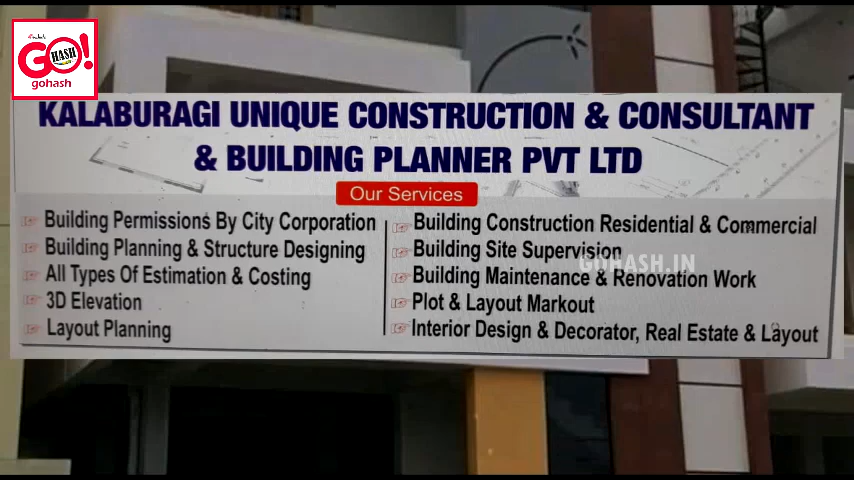 GO!
HASH
gohash
KALABURAGI UNIQUE CONSTRUCTION & CONSULTANT
& BUILDING PLANNER PVT LTD
Our Services
Building Permissions By City Corporation
Building Planning & Structure Designing
All Types Of Estimation & Costing
3D Elevation
Layout Planning
Building Construction Residential & Commercial
Building Site Supervision
Building Maintenance & Renovation Work
Plot & Layout Markout
Interior Design & Decorator, Real Estate & Layout
GOHASH.IN